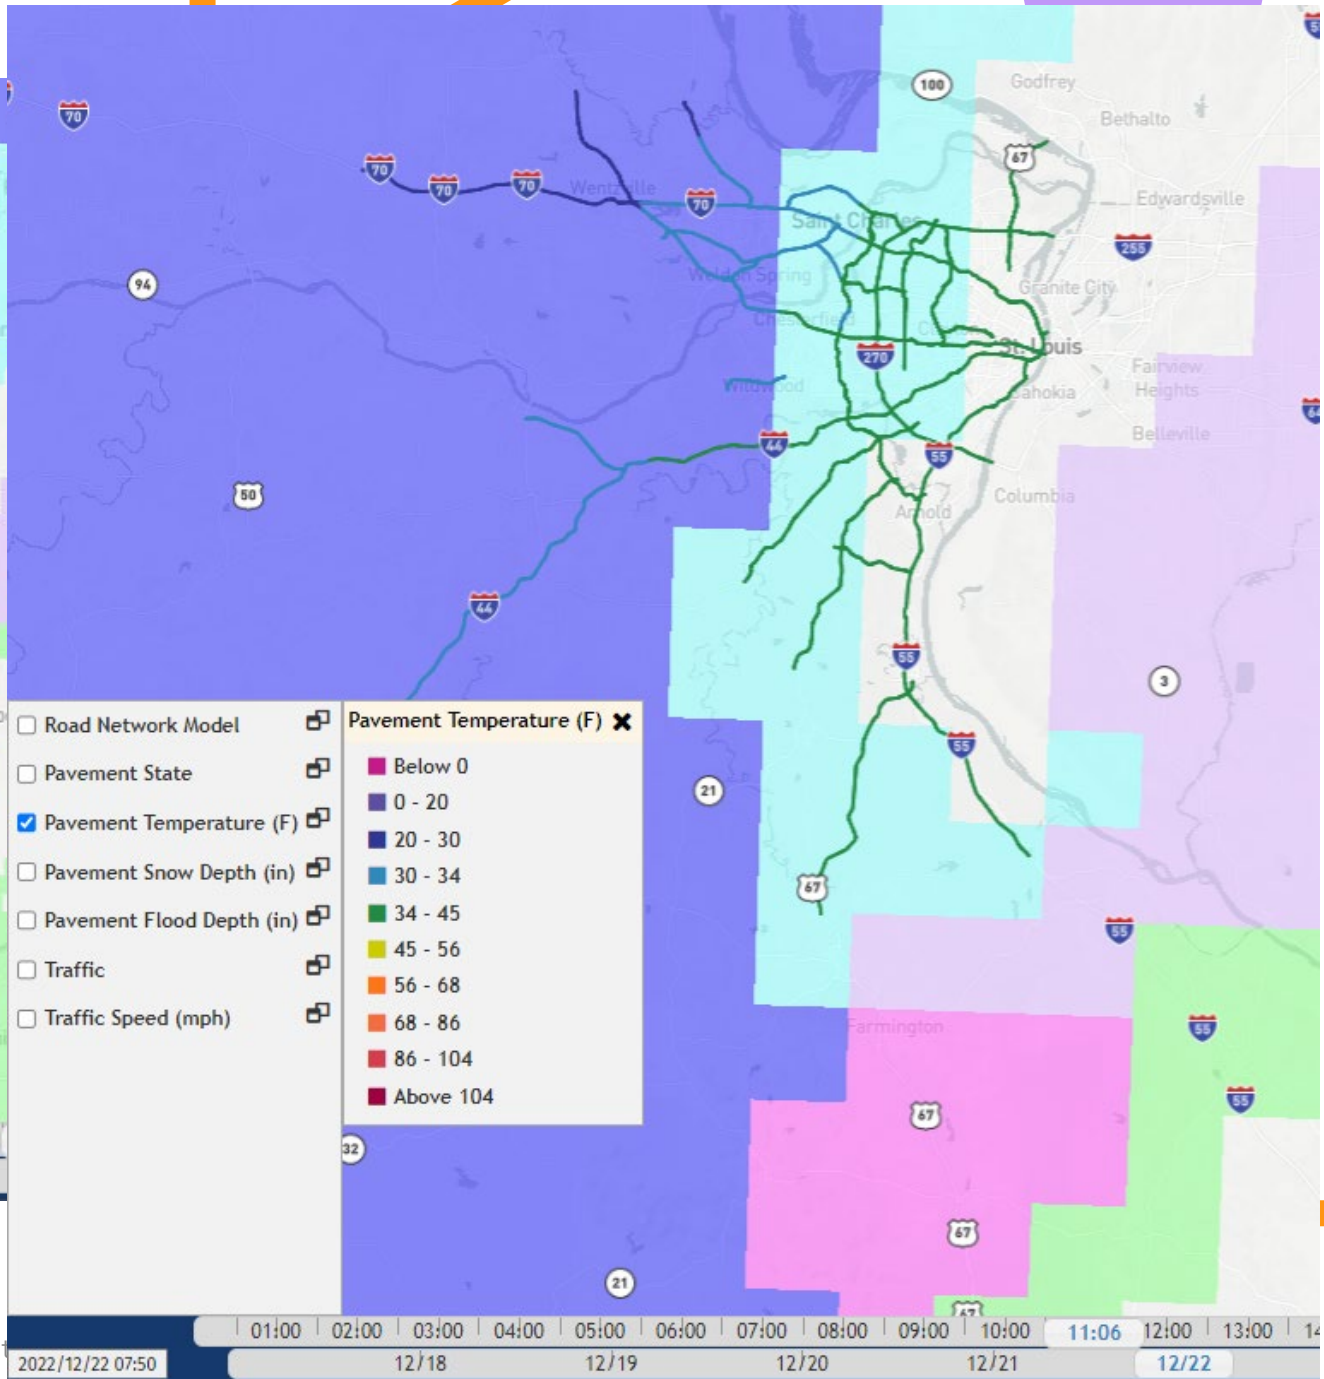 100
Godfrey
70
Bethalto
67
70
70
70
Wentzville
70
Edwardsville
Saint Charles
255
Weldon Spring
94
Granite City
Chesterfield
St. Louis
270
Fairview
Heights
Cahokia
Wildwood
64
Belleville
44
55
50
Columbia
Arnold
44
55
3
Road Network Model
Pavement State
Pavement Temperature (F)
Pavement Snow Depth (in)
Pavement Flood Depth (in)
Traffic
Traffic Speed (mph)
Pavement Temperature (F)
Below 0
0 - 20
20 - 30
30 - 34
34 - 45
45 - 56
56 - 68
68 - 86
86 - 104
Above 104
55
21
67
55
Farmington
55
55
67
32
67
21
67
01:00 02:00 03:00 04:00 05:00 06:00 07:00 08:00 09:00 10:00 11:06 12:00 13:00
2022/12/22 07:50 12/18 12/19 12/20 12/21 12/22